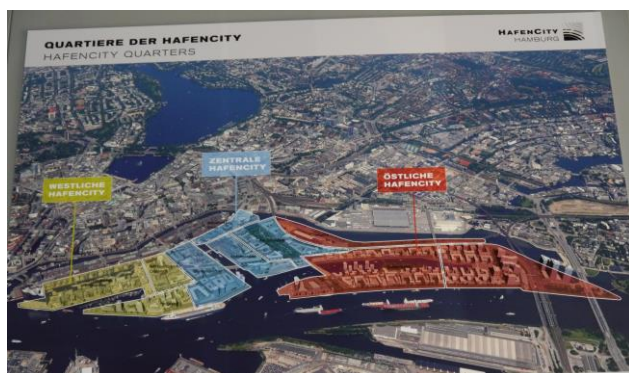 QUARTIERE DER HAFENCITY
HAFENCITY QUARTERS
HAFENCITY
HAMBURG
ZENTRALE
HAFENCITY
WESTLICHE
HAFENCITY
ÖSTLICHE
HAFENCITY